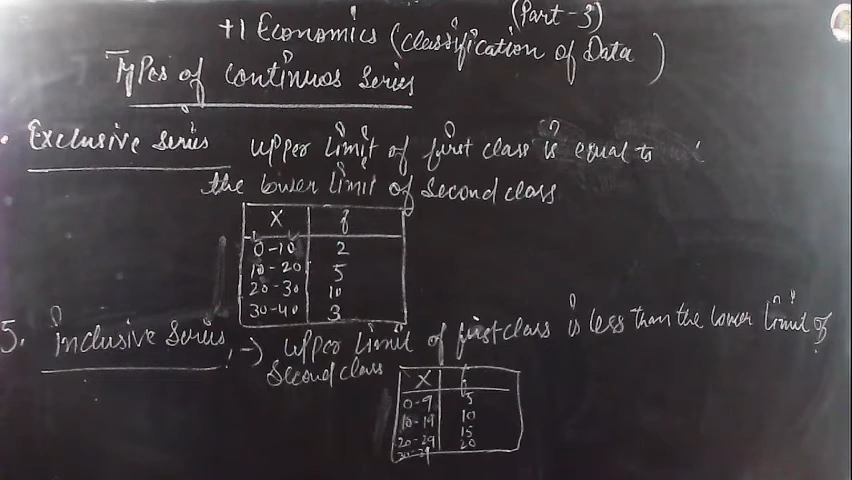 (Part-3)
+1 Economics (Classification of Data)
Types of continuos series
Exclusive series upper limit of first class is equal to
the lower limit of second class
X f
0-10 2
10-20 5
20-30 10
30-40 3
5. inclusive series, → upper limit of first class is less than the lower limit of
second class
X f
0-9 5
10-19 10
20-29 15
30-39 20